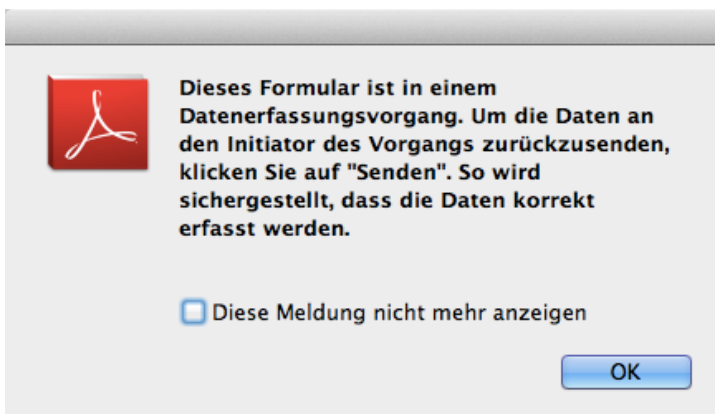 Dieses Formular ist in einem
Datenerfassungsvorgang. Um die Daten an
den Initiator des Vorgangs zurückzusenden,
klicken Sie auf "Senden". So wird
sichergestellt, dass die Daten korrekt
erfasst werden.
Diese Meldung nicht mehr anzeigen
OK